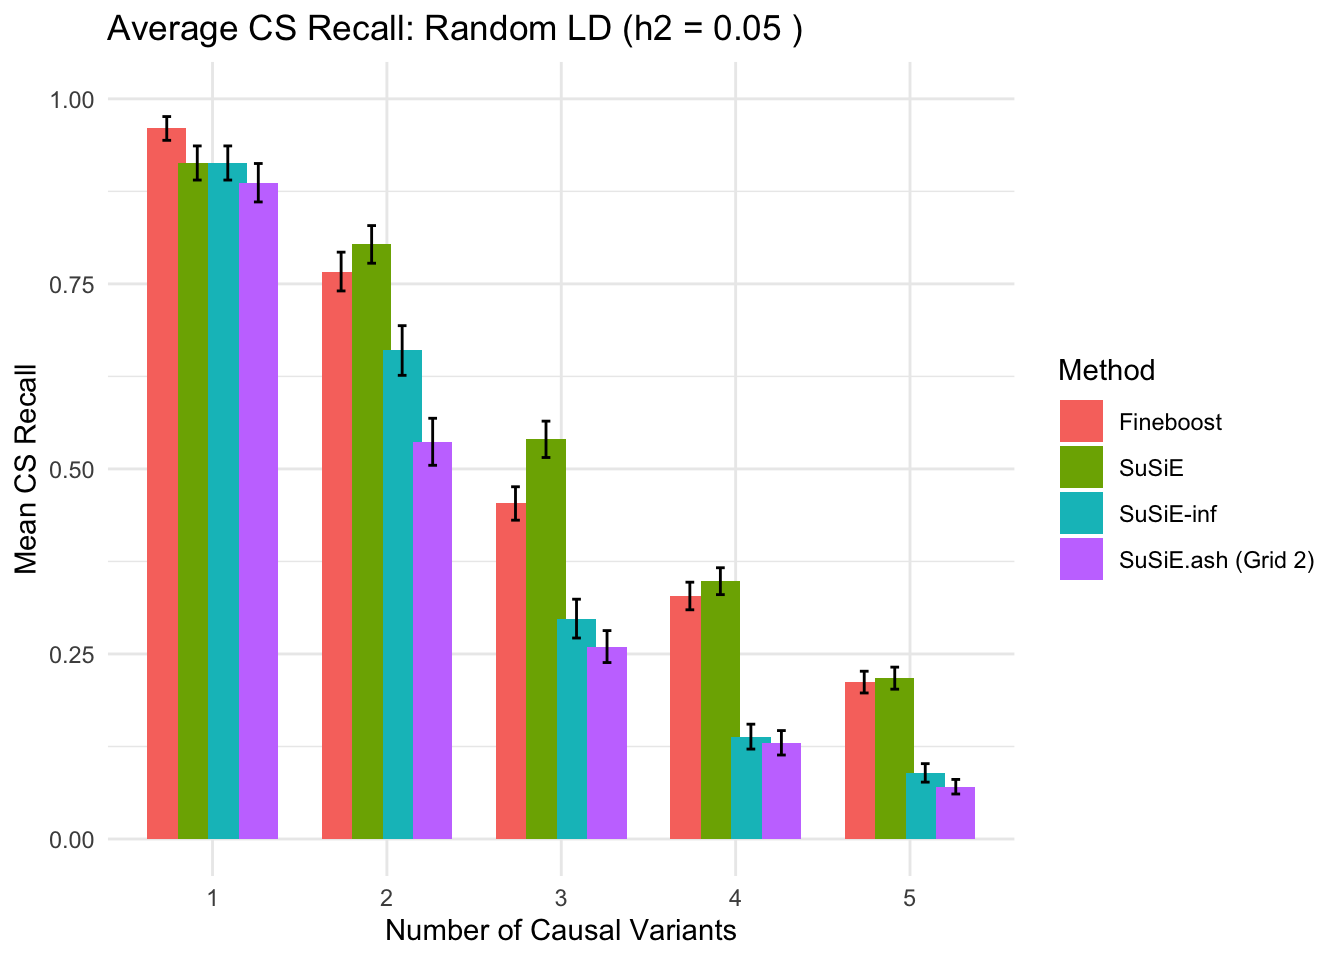 Average CS Recall: Random LD (h2 = 0.05 )
1.00
0.75
0.50
0.25
0.00
Mean CS Recall
1 2 3 4 5
Number of Causal Variants
Method
Fineboost
SuSiE
SuSiE-inf
SuSiE.ash (Grid 2)